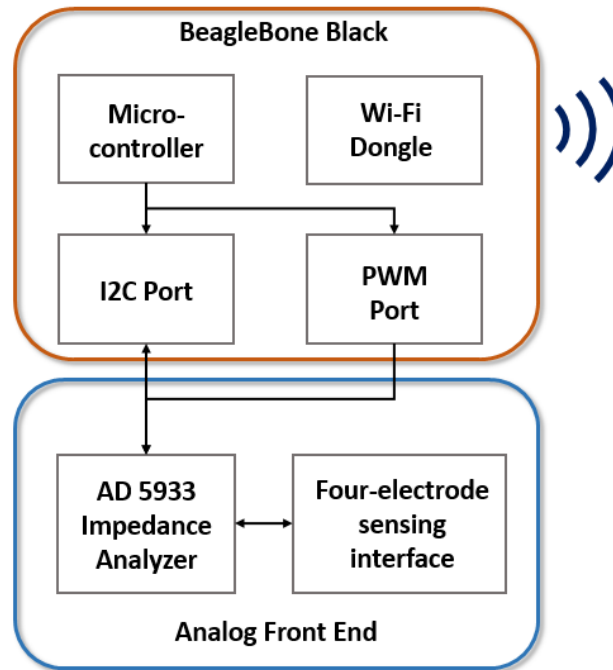 BeagleBone Black
Micro-
controller
Wi-Fi
Dongle
I2C Port
PWM
Port
AD 5933
Impedance
Analyzer
Four-electrode
sensing
interface
Analog Front End